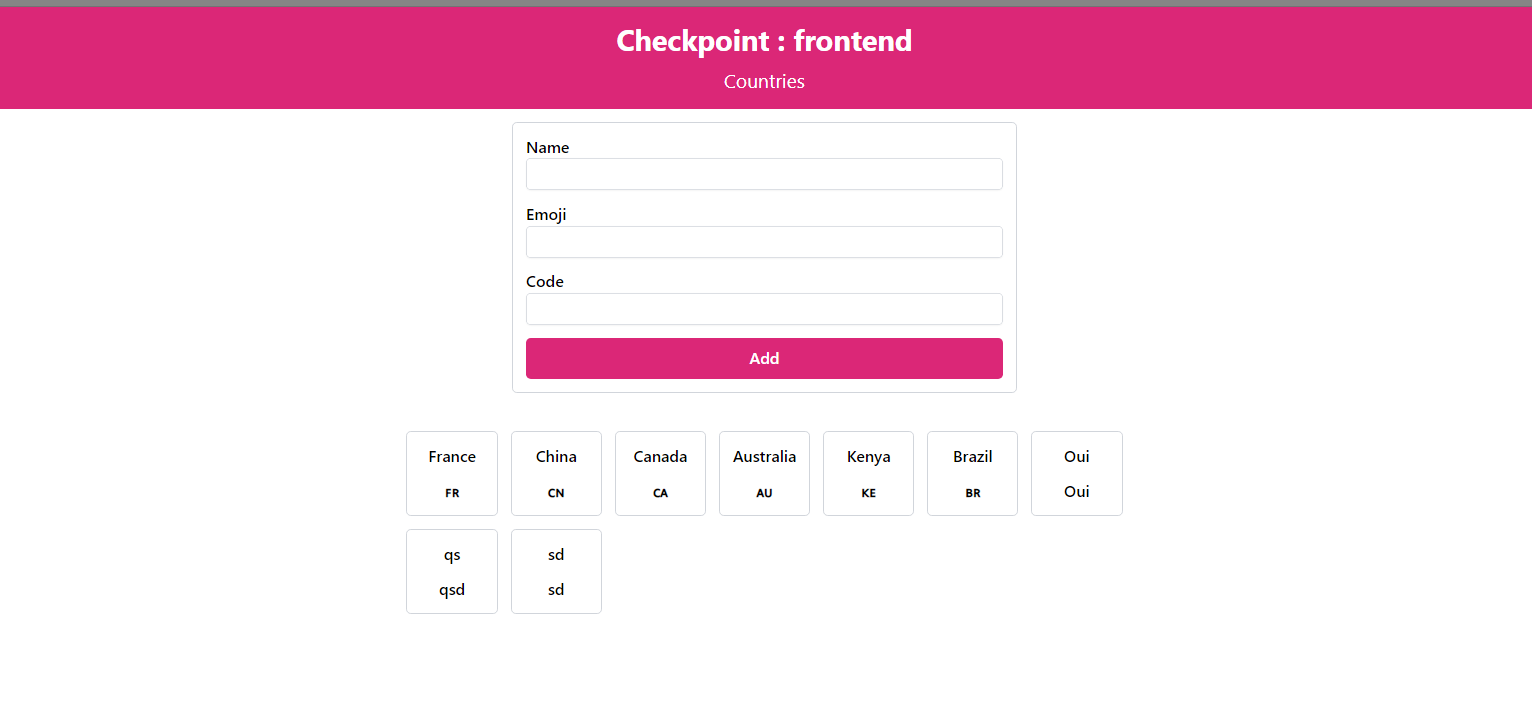 Checkpoint : frontend
Countries
Name
Emoji
Code
Add
France China Canada Australia Kenya Brazil Oui
FR CN CA AU KE BR Oui
qs sd
qsd sd